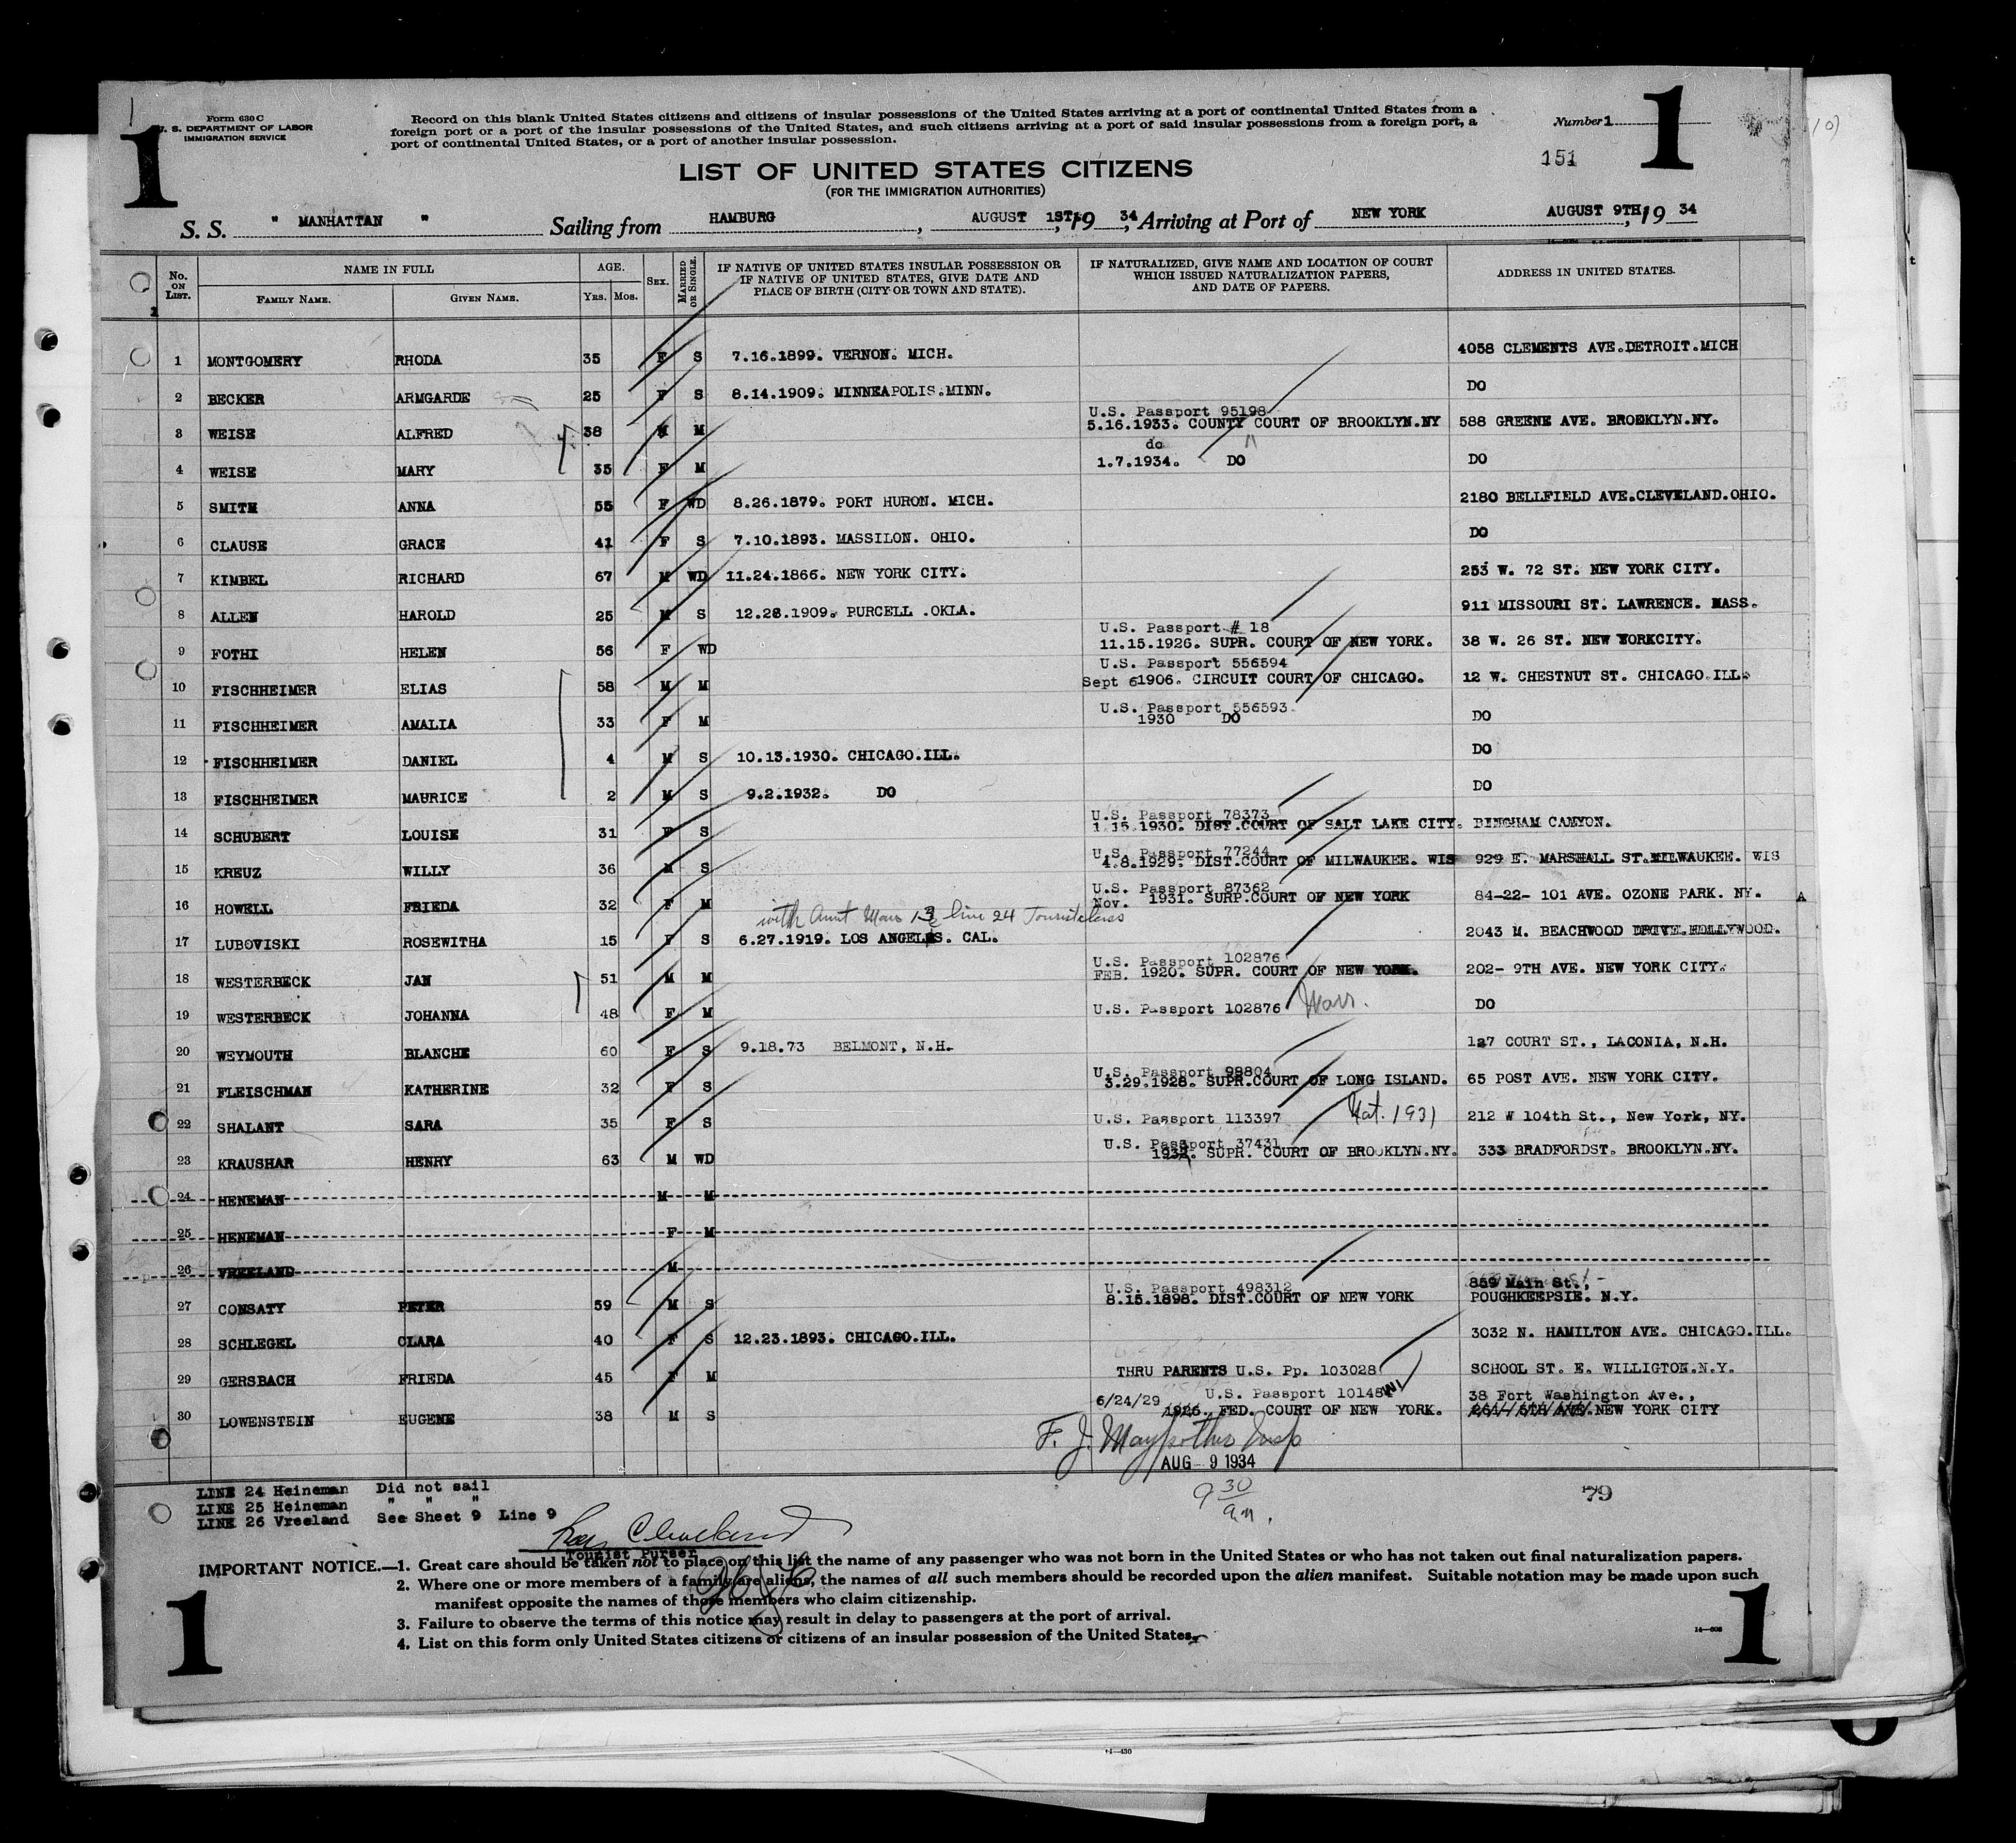 1
Form 630 C
U. S. DEPARTMENT OF LABOR
IMMIGRATION SERVICE
Record on this blank United States citizens and citizens of insular possessions of the United States arriving at a port of continental United States from a
foreign port or a port of the insular possessions of the United States, and such citizens arriving at a port of said insular possessions from a foreign port, a
port of continental United States, or a port of another insular possession.
Number 1
1
1
151
LIST OF UNITED STATES CITIZENS
(FOR THE IMMIGRATION AUTHORITIES)
S. S. " MANHATTAN " Sailing from HAMBURG, AUGUST 1ST, 19 34, Arriving at Port of NEW YORK AUGUST 9TH, 19 34
No. ON LIST. NAME IN FULL AGE. SEX. MARRIED OR SINGLE. IF NATIVE OF UNITED STATES INSULAR POSSESSION OR IF NATIVE OF UNITED STATES, GIVE DATE AND PLACE OF BIRTH (CITY OR TOWN AND STATE). IF NATURALIZED, GIVE NAME AND LOCATION OF COURT WHICH ISSUED NATURALIZATION PAPERS, AND DATE OF PAPERS. ADDRESS IN UNITED STATES.
FAMILY NAME. GIVEN NAME. YRS. MOS.
1 MONTGOMERY RHODA 35 F S 7.16.1899. VERNON. MICH. 4058 CLEMENTS AVE.DETROIT.MICH
2 BECKER ARMGARDE 25 F S 8.14.1909. MINNEAPOLIS.MINN. DO
U.S. Passport 95198
3 WEISE ALFRED 38 M M 5.16.1933. COUNTY COURT OF BROOKLYN.NY 588 GREENE AVE. BROOKLYN.NY.
do
4 WEISE MARY 35 F M 1.7.1934. DO DO
5 SMITH ANNA 55 F WD 8.26.1879. PORT HURON. MICH. 2180 BELLFIELD AVE.CLEVELAND.OHIO.
6 CLAUSE GRACE 41 F S 7.10.1893. MASSILON. OHIO. DO
7 KIMBEL RICHARD 67 M WD 11.24.1866. NEW YORK CITY. 253 W. 72 ST. NEW YORK CITY.
8 ALLEN HAROLD 25 M S 12.28.1909. PURCELL .OKLA. 911 MISSOURI ST. LAWRENCE. MASS.
U.S. Passport # 18
9 FOTHI HELEN 56 F WD 11.15.1926. SUPR. COURT OF NEW YORK. 38 W. 26 ST. NEW YORKCITY.
U.S. Passport 556594
10 FISCHHEIMER ELIAS 58 M M Sept 6 1906. CIRCUIT COURT OF CHICAGO. 12 W. CHESTNUT ST. CHICAGO.ILL.
U.S. Passport 556593
11 FISCHHEIMER AMALIA 33 F M 1930 DO DO
12 FISCHHEIMER DANIEL 4 M S 10.13.1930. CHICAGO.ILL. DO
13 FISCHHEIMER MAURICE 2 M S 9.2.1932. DO DO
U.S. Passport 78373
14 SCHUBERT LOUISE 31 F S 1.15.1930. DIST.COURT OF SALT LAKE CITY. BINGHAM CANYON.
U.S. Passport 77244
15 KREUZ WILLY 36 M S 4.8.1929. DIST.COURT OF MILWAUKEE. WIS 929 E. MARSHALL ST.MILWAUKEE. WIS
U.S. Passport 87362
16 HOWELL FRIEDA 32 F M Nov. 1931. SURP.COURT OF NEW YORK 84-22- 101 AVE. OZONE PARK. NY. A
with Aunt line 24 Tourist class
17 LUBOVISKI ROSEWITHA 15 F S 6.27.1919. LOS ANGELES. CAL. 2043 M. BEACHWOOD DRIVE.HOLLYWOOD.
U.S. Passport 102876
18 WESTERBECK JAN 51 M M FEB. 1920. SUPR. COURT OF NEW YORK. 202- 9TH AVE. NEW YORK CITY.
19 WESTERBECK JOHANNA 48 F M U.S. Passport 102876 DO
20 WEYMOUTH BLANCHE 60 F S 9.18.73 BELMONT, N.H. 127 COURT ST., LACONIA, N.H.
U.S. Passport 98804
21 FLEISCHMAN KATHERINE 32 F S 3.29.1928. SUPR.COURT OF LONG ISLAND. 65 POST AVE. NEW YORK CITY.
22 SHALANT SARA 35 F S U.S. Passport 113397 Nat. 1931 212 W 104th St., New York, NY.
U.S. Passport 37431
23 KRAUSHAR HENRY 63 M WD SUPR. COURT OF BROOKLYN.NY. 333 BRADFORDST. BROOKLYN.NY.
24 HENEMAN M M
25 HENEMAN F M
26 VREELAND M
U.S. Passport 498312 859 Main St.,
27 CONSATY PETER 59 M S 8.15.1898. DIST.COURT OF NEW YORK POUGHKEEPSIE. N.Y.
28 SCHLEGEL CLARA 40 F S 12.23.1893. CHICAGO.ILL. 3032 N. HAMILTON AVE. CHICAGO.ILL.
29 GERSBACH FRIEDA 45 F M THRU PARENTS U.S. Pp. 103028 SCHOOL ST. E. WILLIGTON.N.Y.
6/24/29 U.S. Passport 38 Fort Washington Ave.,
30 LOWENSTEIN EUGENE 38 M S 1926. FED. COURT OF NEW YORK. NEW YORK CITY
F. J. Insp
AUG 9 1934
9 30
a.m.
79
LINE 24 Heineman Did not sail
LINE 25 Heineman " " "
LINE 26 Vreeland See Sheet 9 Line 9
Cleveland
Tourist Purser
IMPORTANT NOTICE.—1. Great care should be taken not to place on this list the name of any passenger who was not born in the United States or who has not taken out final naturalization papers.
2. Where one or more members of a family are aliens, the names of all such members should be recorded upon the alien manifest. Suitable notation may be made upon such
manifest opposite the names of those members who claim citizenship.
3. Failure to observe the terms of this notice may result in delay to passengers at the port of arrival.
4. List on this form only United States citizens or citizens of an insular possession of the United States.
14—606
1
1
14—430